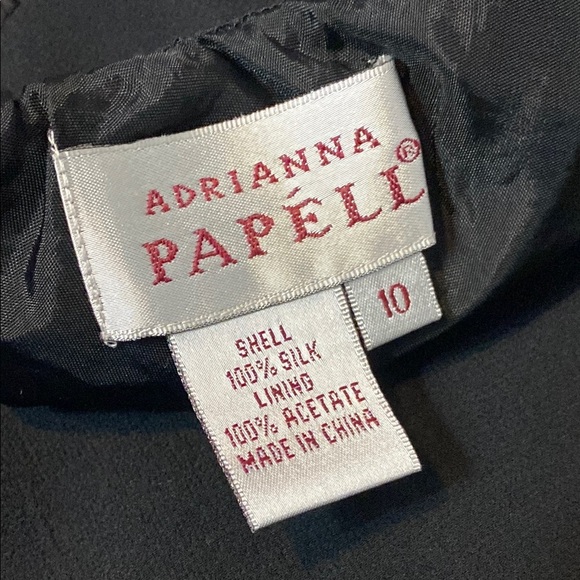 ADRIANNA
PAPÉLL®
10
SHELL
100% SILK
LINING
100% ACETATE
MADE IN CHINA